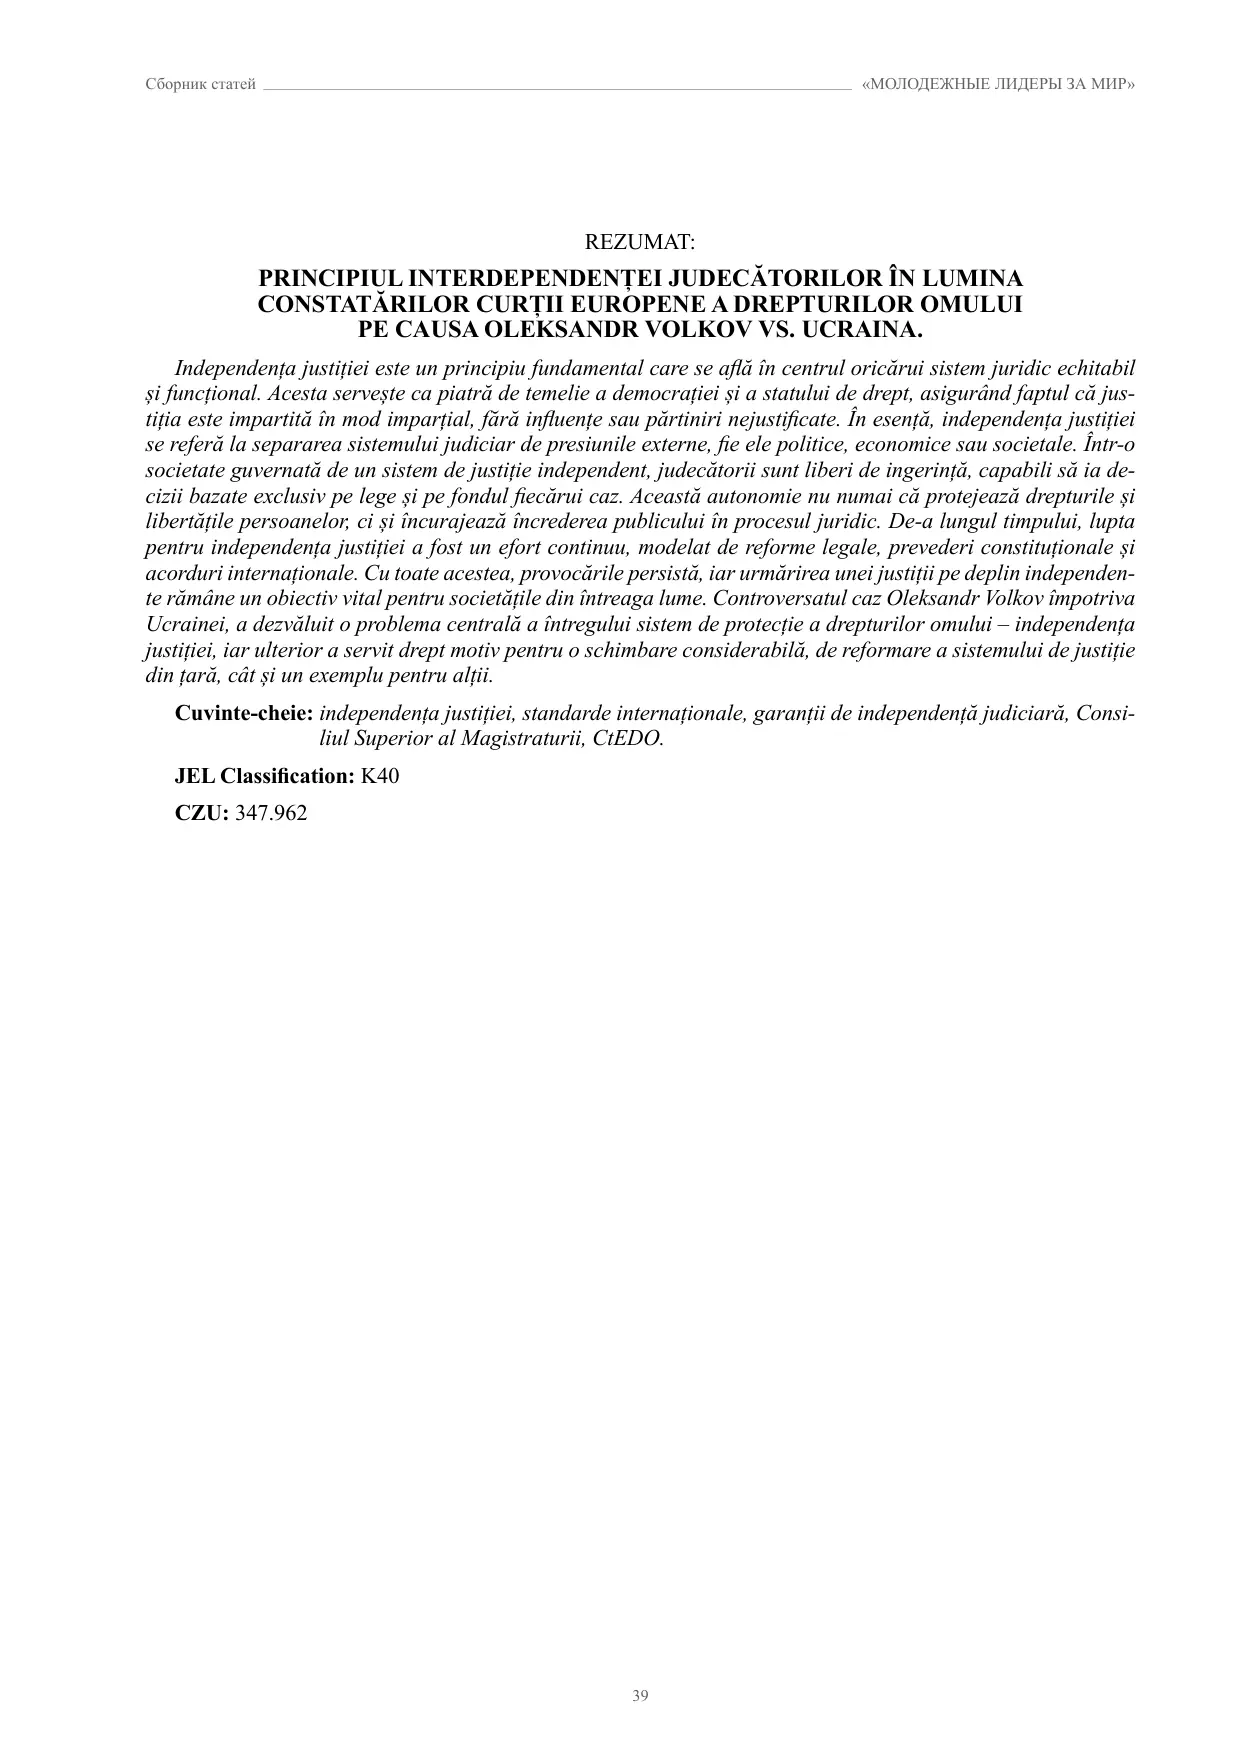 Сборник статей «МОЛОДЕЖНЫЕ ЛИДЕРЫ ЗА МИР»
REZUMAT:
PRINCIPIUL INTERDEPENDENȚEI JUDECĂTORILOR ÎN LUMINA
CONSTATĂRILOR CURȚII EUROPENE A DREPTURILOR OMULUI
PE CAUSA OLEKSANDR VOLKOV VS. UCRAINA.
Independența justiției este un principiu fundamental care se află în centrul oricărui sistem juridic echitabil
și funcțional. Acesta servește ca piatră de temelie a democrației și a statului de drept, asigurând faptul că jus-
tiția este impartită în mod imparțial, fără influențe sau părtiniri nejustificate. În esență, independența justiției
se referă la separarea sistemului judiciar de presiunile externe, fie ele politice, economice sau societale. Într-o
societate guvernată de un sistem de justiție independent, judecătorii sunt liberi de ingerință, capabili să ia de-
cizii bazate exclusiv pe lege și pe fondul fiecărui caz. Această autonomie nu numai că protejează drepturile și
libertățile persoanelor, ci și încurajează încrederea publicului în procesul juridic. De-a lungul timpului, lupta
pentru independența justiției a fost un efort continuu, modelat de reforme legale, prevederi constituționale și
acorduri internaționale. Cu toate acestea, provocările persistă, iar urmărirea unei justiții pe deplin independen-
te rămâne un obiectiv vital pentru societățile din întreaga lume. Controversatul caz Oleksandr Volkov împotriva
Ucrainei, a dezvăluit o problema centrală a întregului sistem de protecție a drepturilor omului – independența
justiției, iar ulterior a servit drept motiv pentru o schimbare considerabilă, de reformare a sistemului de justiție
din țară, cât și un exemplu pentru alții.
Cuvinte-cheie: independența justiției, standarde internaționale, garanții de independență judiciară, Consi-
liul Superior al Magistraturii, CtEDO.
JEL Classification: K40
CZU: 347.962
39